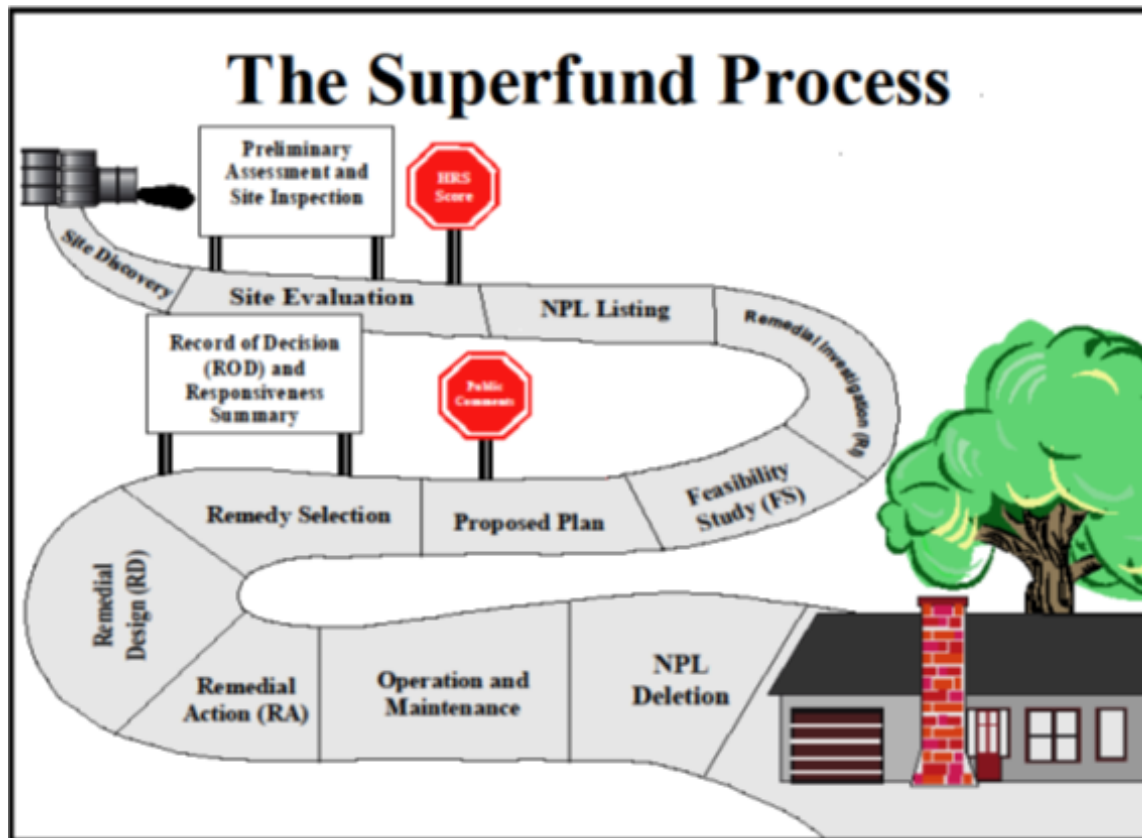 The Superfund Process
Preliminary
Assessment and
Site Inspection
HRS
Score
Site Discovery
Site Evaluation
NPL Listing
Remedial Investigation (RI)
Record of Decision
(ROD) and
Responsiveness
Summary
Public
Comments
Feasibility
Study (FS)
Proposed Plan
Remedy Selection
Remedial
Design (RD)
Remedial
Action (RA)
Operation and
Maintenance
NPL
Deletion